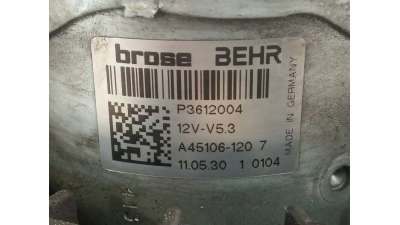 brose BEHR
MADE IN GERMANY
P3612004
12V-V5.3
A45106-120 7
11.05.30 1 0104